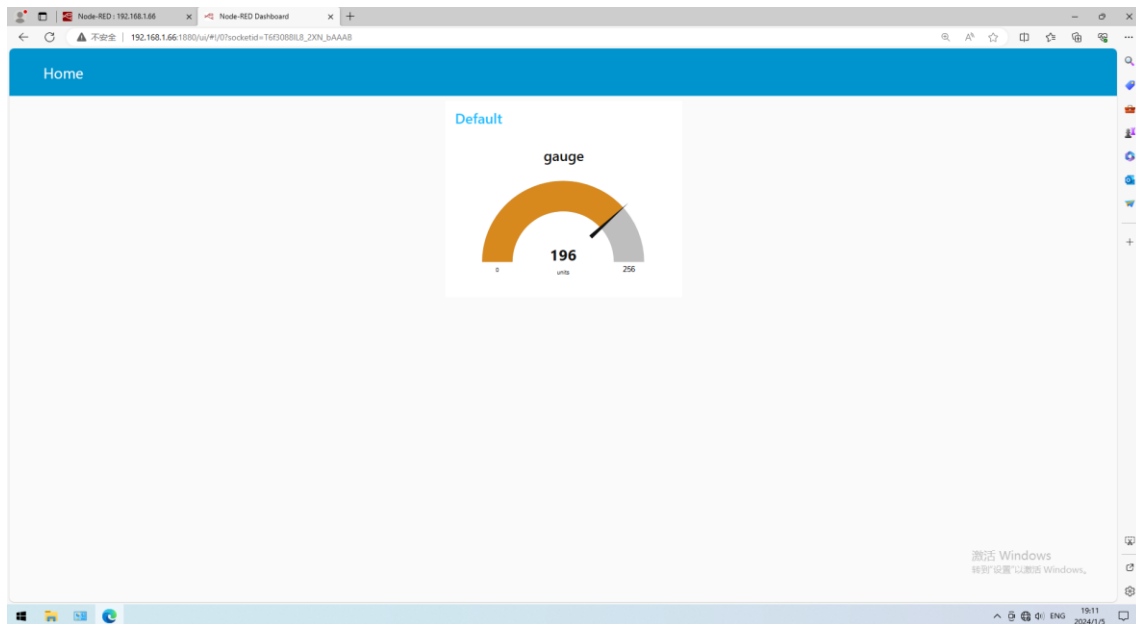 Node-RED : 192.168.1.66
Node-RED Dashboard
不安全 192.168.1.66:1880/ui/#!/0?socketid=
Home
Default
gauge
196
units
0
256
激活 Windows
转到"设置"以激活 Windows。
ENG
19:11
2024/1/5